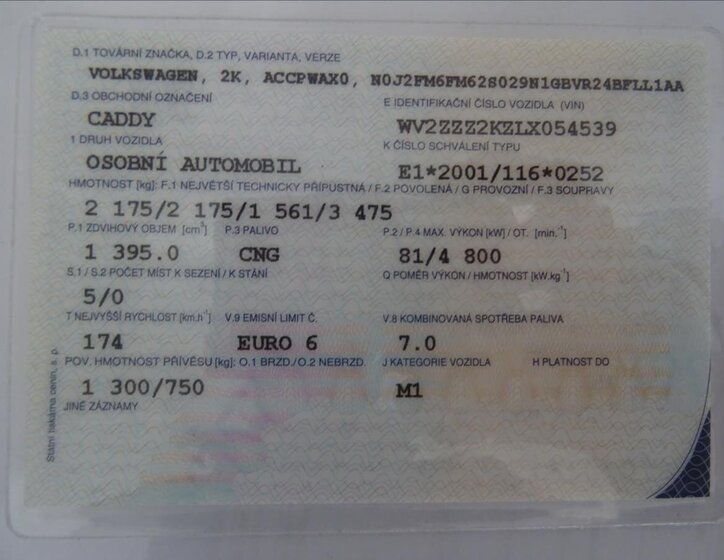 D.1 TOVÁRNÍ ZNAČKA, D.2 TYP, VARIANTA, VERZE
VOLKSWAGEN, 2K, ACCPWAX0, N0J2FM6FM62S029N1GBVR24BFLL1AA
D.3 OBCHODNÍ OZNAČENÍ E IDENTIFIKAČNÍ ČÍSLO VOZIDLA (VIN)
CADDY WV2ZZZ2KZLX054539
1 DRUH VOZIDLA K ČÍSLO SCHVÁLENÍ TYPU
OSOBNÍ AUTOMOBIL E1*2001/116*0252
HMOTNOST [kg]: F.1 NEJVĚTŠÍ TECHNICKY PŘÍPUSTNÁ / F.2 POVOLENÁ / G PROVOZNÍ / F.3 SOUPRAVY
2 175/2 175/1 561/3 475
P.1 ZDVIHOVÝ OBJEM [cm³] P.3 PALIVO P.2 / P.4 MAX. VÝKON [kW] / OT. [min.⁻¹]
1 395.0 CNG 81/4 800
S.1 / S.2 POČET MÍST K SEZENÍ / K STÁNÍ Q POMĚR VÝKON / HMOTNOST [kW.kg⁻¹]
5/0
T NEJVYŠŠÍ RYCHLOST [km.h⁻¹] V.9 EMISNÍ LIMIT Č. V.8 KOMBINOVANÁ SPOTŘEBA PALIVA
174 EURO 6 7.0
POV. HMOTNOST PŘÍVĚSU [kg]: O.1 BRZD./O.2 NEBRZD. J KATEGORIE VOZIDLA H PLATNOST DO
1 300/750 M1
JINÉ ZÁZNAMY
Státní tiskárna cenin, s. p.